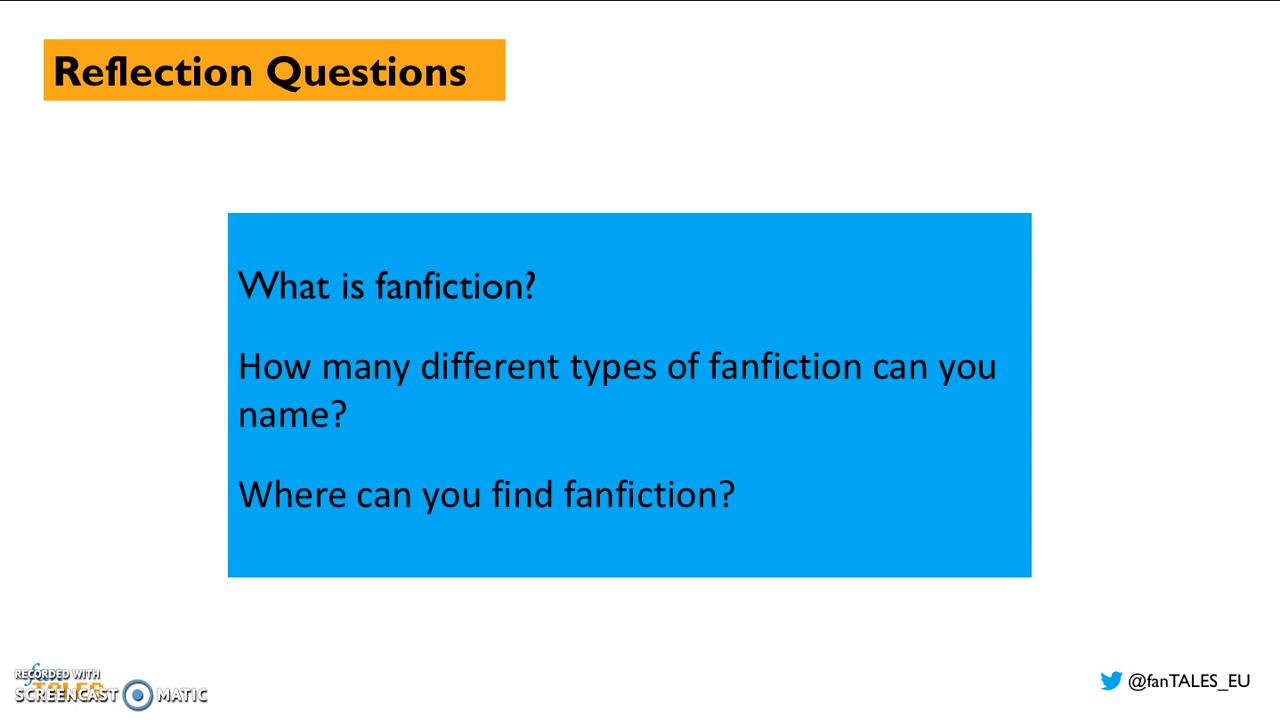 Reflection Questions
What is fanfiction?
How many different types of fanfiction can you
name?
Where can you find fanfiction?
RECORDED WITH
SCREENCAST MATIC
@fanTALES_EU